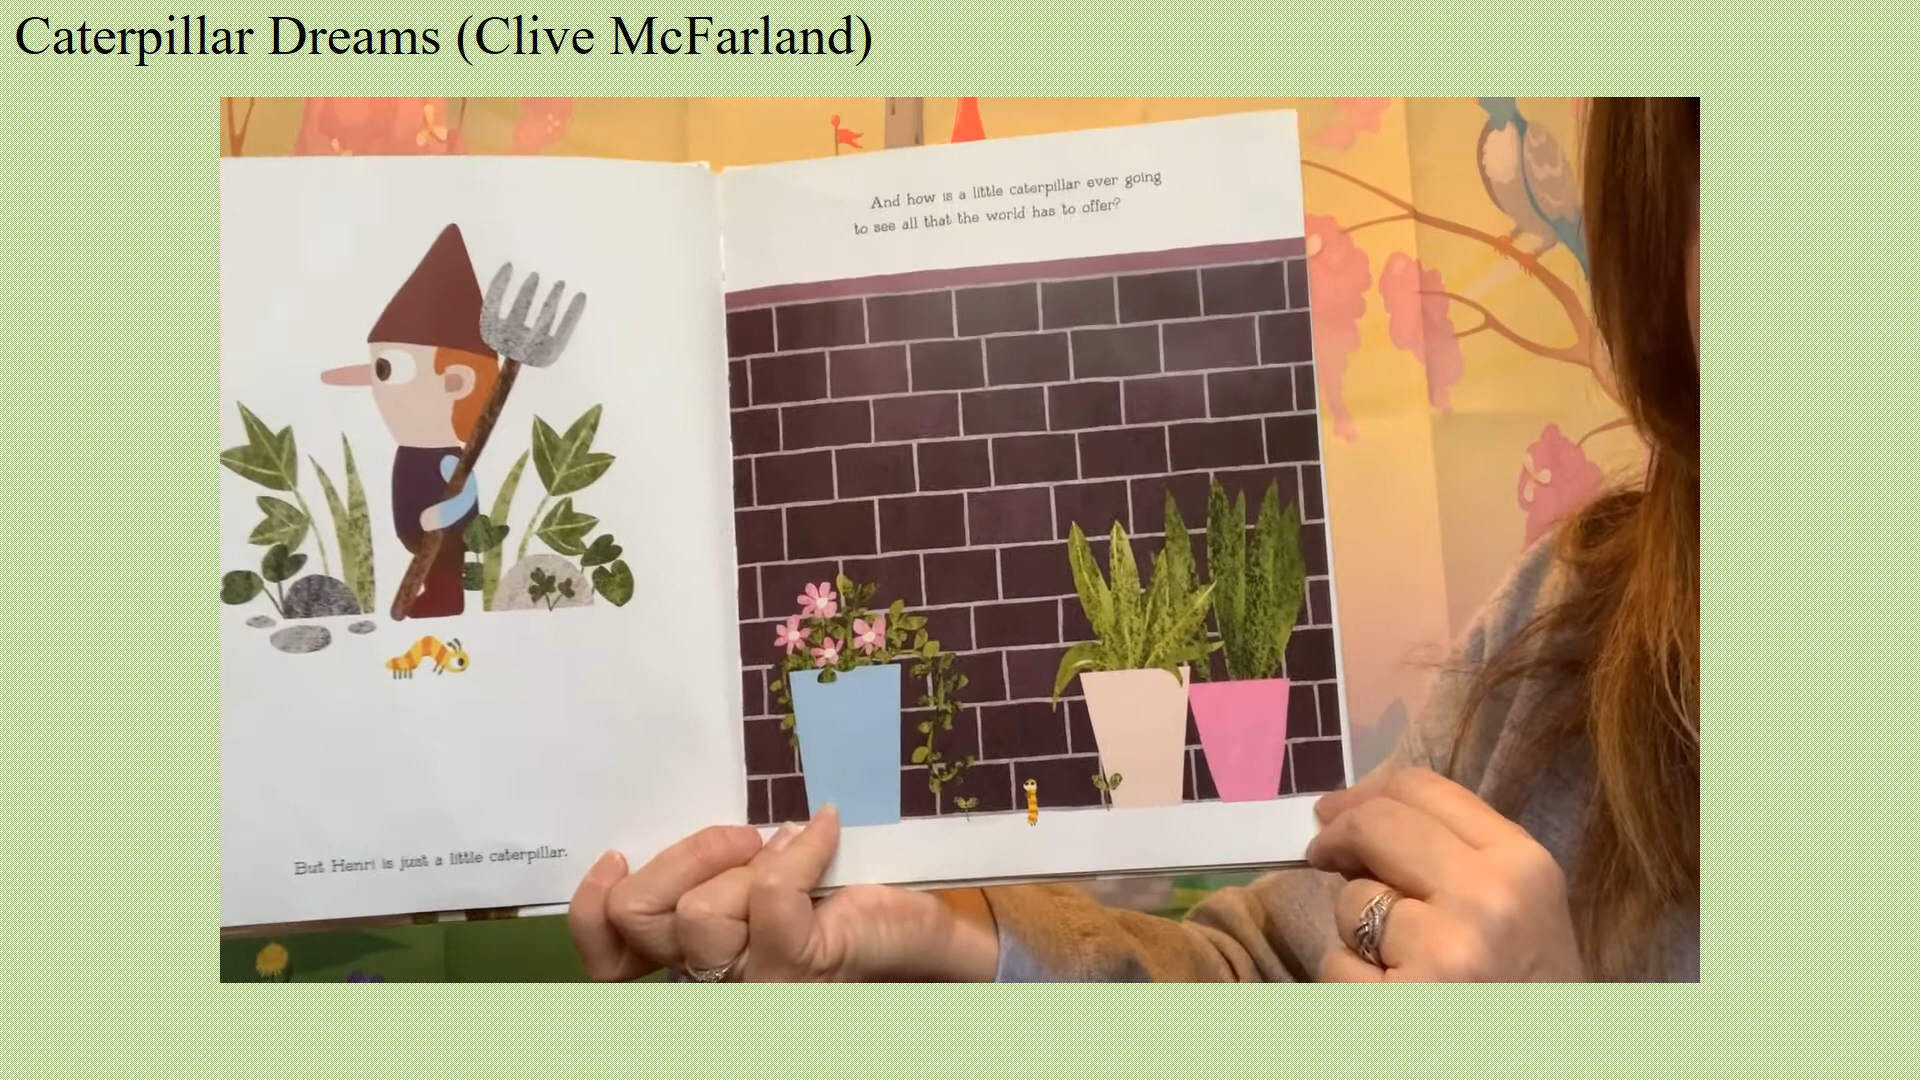 Caterpillar Dreams (Clive McFarland)
But Henri is just a little caterpillar.
And how is a little caterpillar ever going
to see all that the world has to offer?